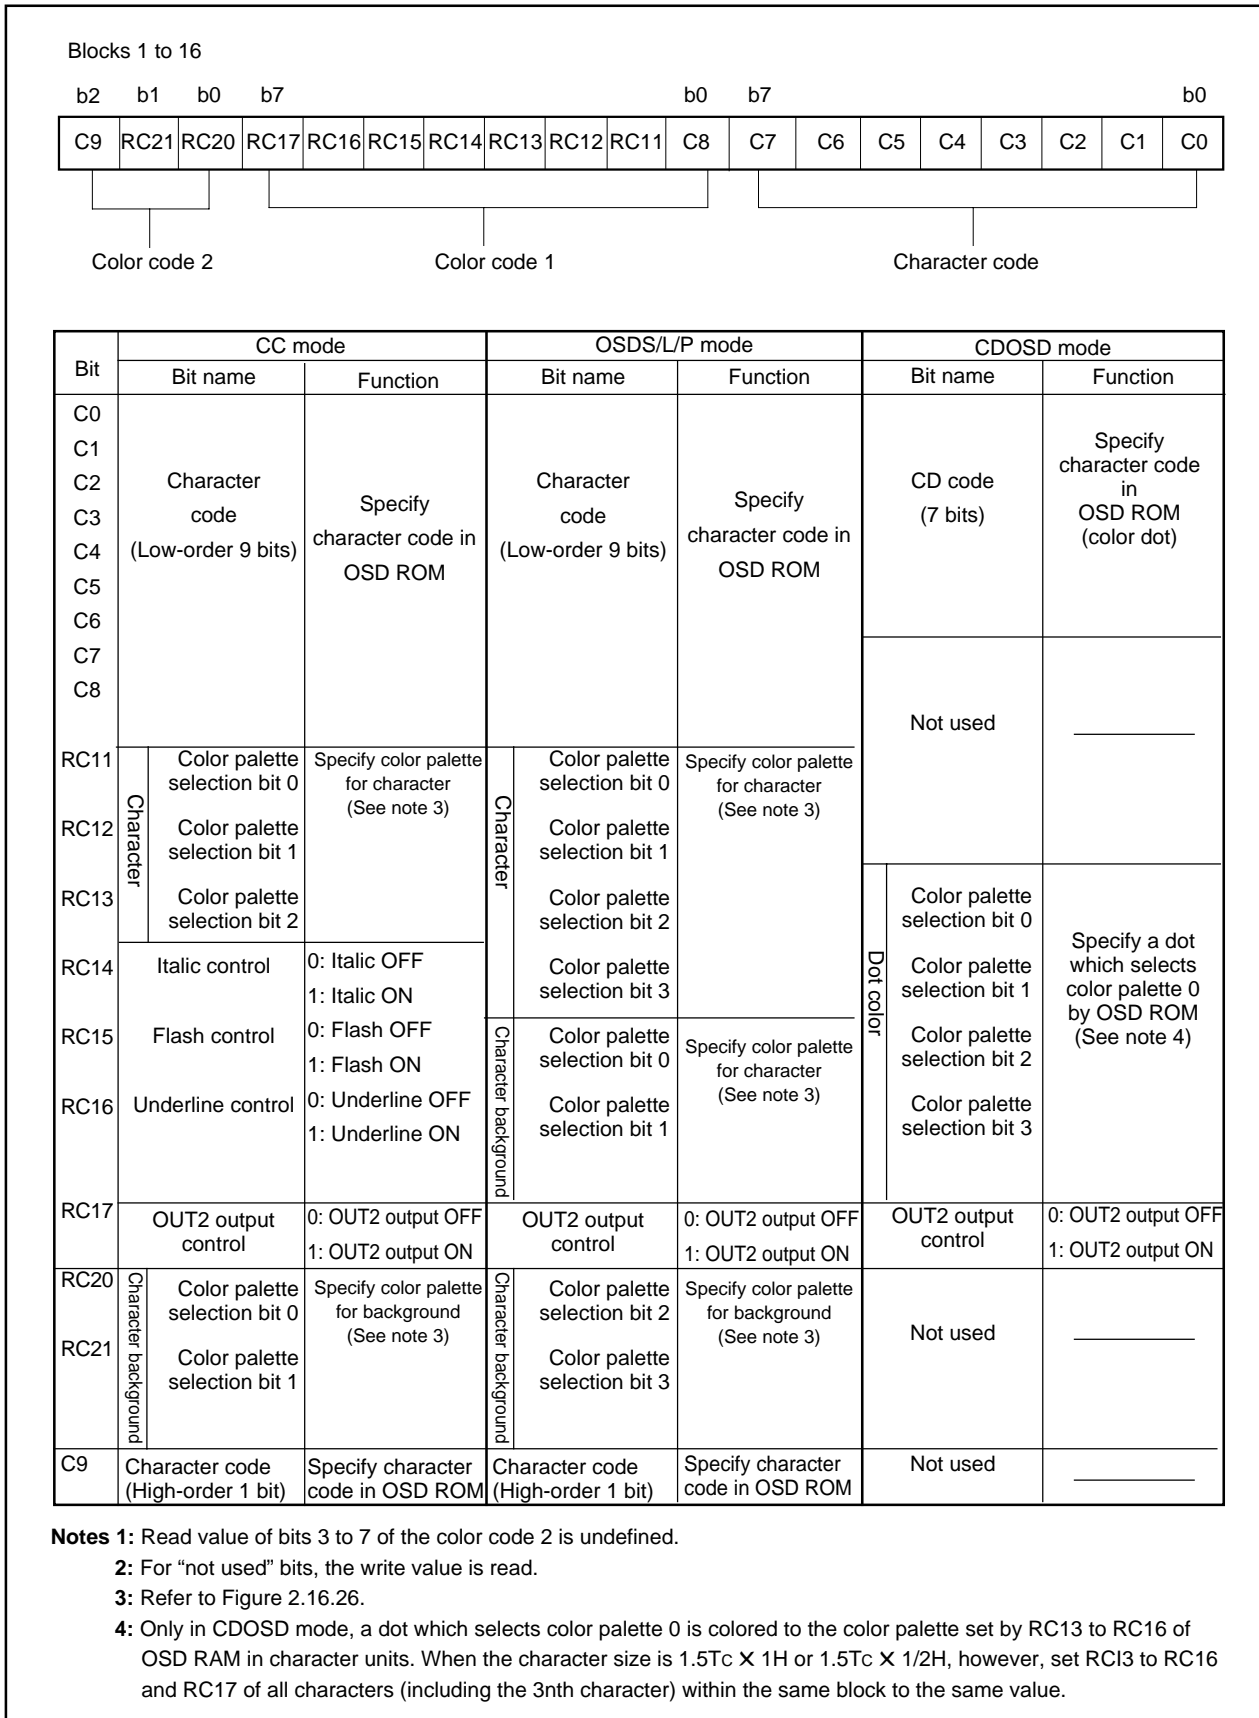 Blocks 1 to 16
b2 b1 b0 b7 b0 b7 b0
C9 RC21 RC20 RC17 RC16 RC15 RC14 RC13 RC12 RC11 C8 C7 C6 C5 C4 C3 C2 C1 C0
Color code 2 Color code 1 Character code
Bit CC mode OSDS/L/P mode CDOSD mode
Bit name Function Bit name Function Bit name Function
C0
C1
C2
C3
C4
C5
C6
C7
C8
Character
code
(Low-order 9 bits)
Specify
character code in
OSD ROM
Character
code
(Low-order 9 bits)
Specify
character code in
OSD ROM
CD code
(7 bits)
Specify
character code
in
OSD ROM
(color dot)
Not used
RC11
RC12
RC13
Character
Color palette
selection bit 0
Color palette
selection bit 1
Color palette
selection bit 2
Specify color palette
for character
(See note 3)
Character
Color palette
selection bit 0
Color palette
selection bit 1
Color palette
selection bit 2
Color palette
selection bit 3
Specify color palette
for character
(See note 3)
Dot color
Color palette
selection bit 0
Color palette
selection bit 1
Color palette
selection bit 2
Color palette
selection bit 3
Specify a dot
which selects
color palette 0
by OSD ROM
(See note 4)
RC14
Italic control
0: Italic OFF
1: Italic ON
RC15
Flash control
0: Flash OFF
1: Flash ON
RC16
Underline control
0: Underline OFF
1: Underline ON
Character background
Color palette
selection bit 0
Color palette
selection bit 1
Specify color palette
for character
(See note 3)
RC17
OUT2 output
control
0: OUT2 output OFF
1: OUT2 output ON
OUT2 output
control
0: OUT2 output OFF
1: OUT2 output ON
OUT2 output
control
0: OUT2 output OFF
1: OUT2 output ON
RC20
RC21
Character background
Color palette
selection bit 0
Color palette
selection bit 1
Specify color palette
for background
(See note 3)
Character background
Color palette
selection bit 2
Color palette
selection bit 3
Specify color palette
for background
(See note 3)
Not used
C9
Character code
(High-order 1 bit)
Specify character
code in OSD ROM
Character code
(High-order 1 bit)
Specify character
code in OSD ROM
Not used
Notes 1: Read value of bits 3 to 7 of the color code 2 is undefined.
2: For “not used” bits, the write value is read.
3: Refer to Figure 2.16.26.
4: Only in CDOSD mode, a dot which selects color palette 0 is colored to the color palette set by RC13 to RC16 of
OSD RAM in character units. When the character size is 1.5Tc ✕ 1H or 1.5Tc ✕ 1/2H, however, set RCI3 to RC16
and RC17 of all characters (including the 3nth character) within the same block to the same value.